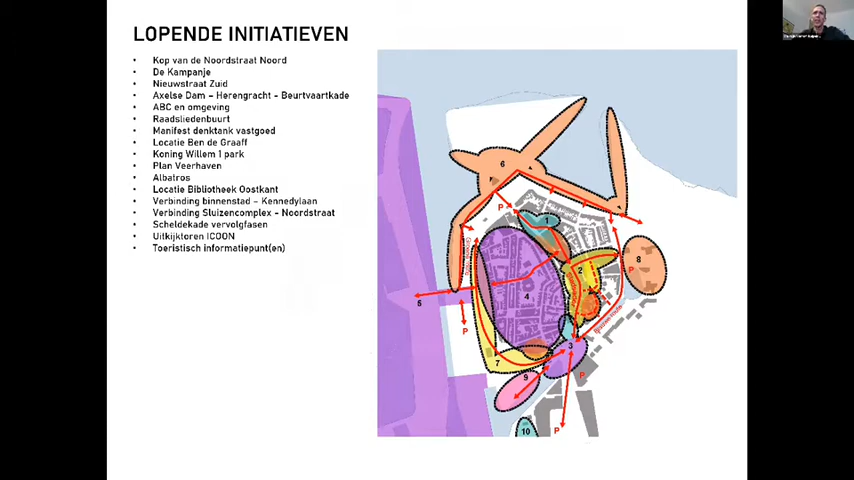 LOPENDE INITIATIEVEN
• Kop van de Noordstraat Noord
• De Kampanje
• Nieuwstraat Zuid
• Axelse Dam – Herengracht - Beurtvaartkade
• ABC en omgeving
• Raadsliedenbuurt
• Manifest denktank vastgoed
• Locatie Ben de Graaff
• Koning Willem 1 park
• Plan Veerhaven
• Albatros
• Locatie Bibliotheek Oostkant
• Verbinding binnenstad – Kennedylaan
• Verbinding Sluizencomplex - Noordstraat
• Scheldekade vervolgfasen
• Uitkijktoren ICOON
• Toeristisch informatiepunt(en)
6
P
1
8
2
P
4
5
P
3
7
9
P
10
P